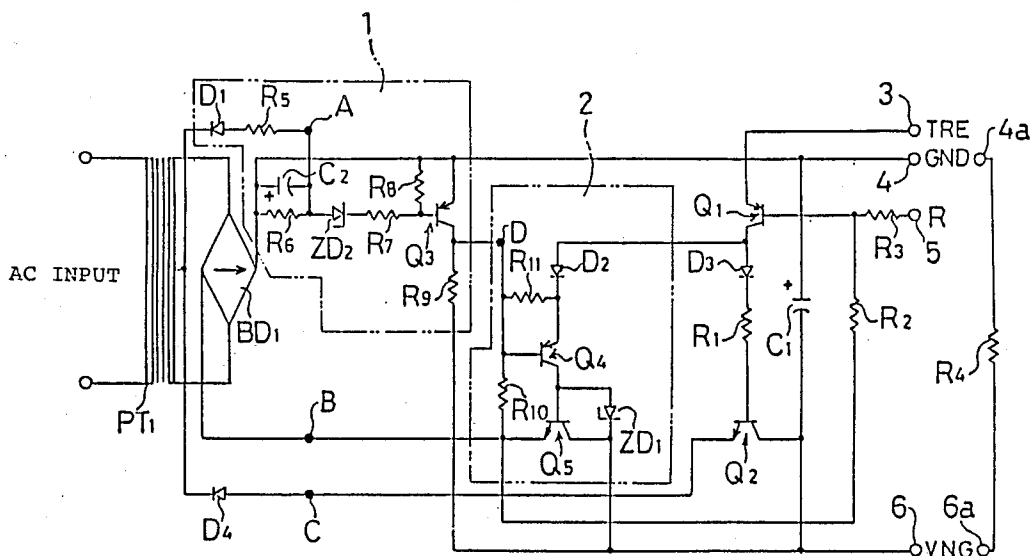 1
D1
R5
A
2
3
TRE
4a
GND
4
C2
+
R8
R6
ZD2
R7
Q3
D
Q1
R3
R
5
AC INPUT
R11
D2
D3
R9
BD1
+
C1
R2
R1
Q4
R4
R10
ZD1
B
PT1
Q5
Q2
D4
C
6
6a
VNG